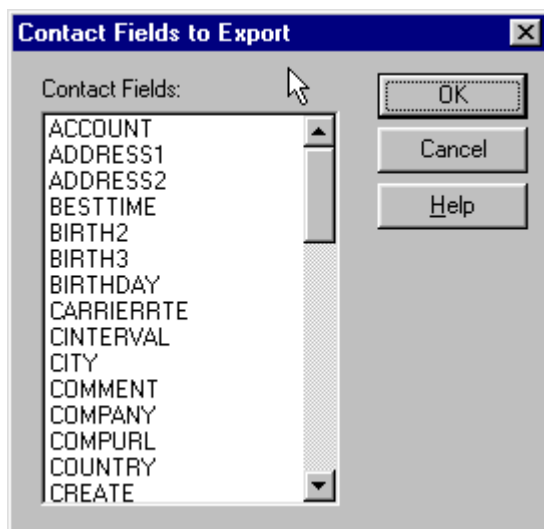 Contact Fields to Export
Contact Fields:
ACCOUNT
ADDRESS1
ADDRESS2
BESTTIME
BIRTH2
BIRTH3
BIRTHDAY
CARRIERRTE
CINTERVAL
CITY
COMMENT
COMPANY
COMPURL
COUNTRY
CREATE
OK
Cancel
Help